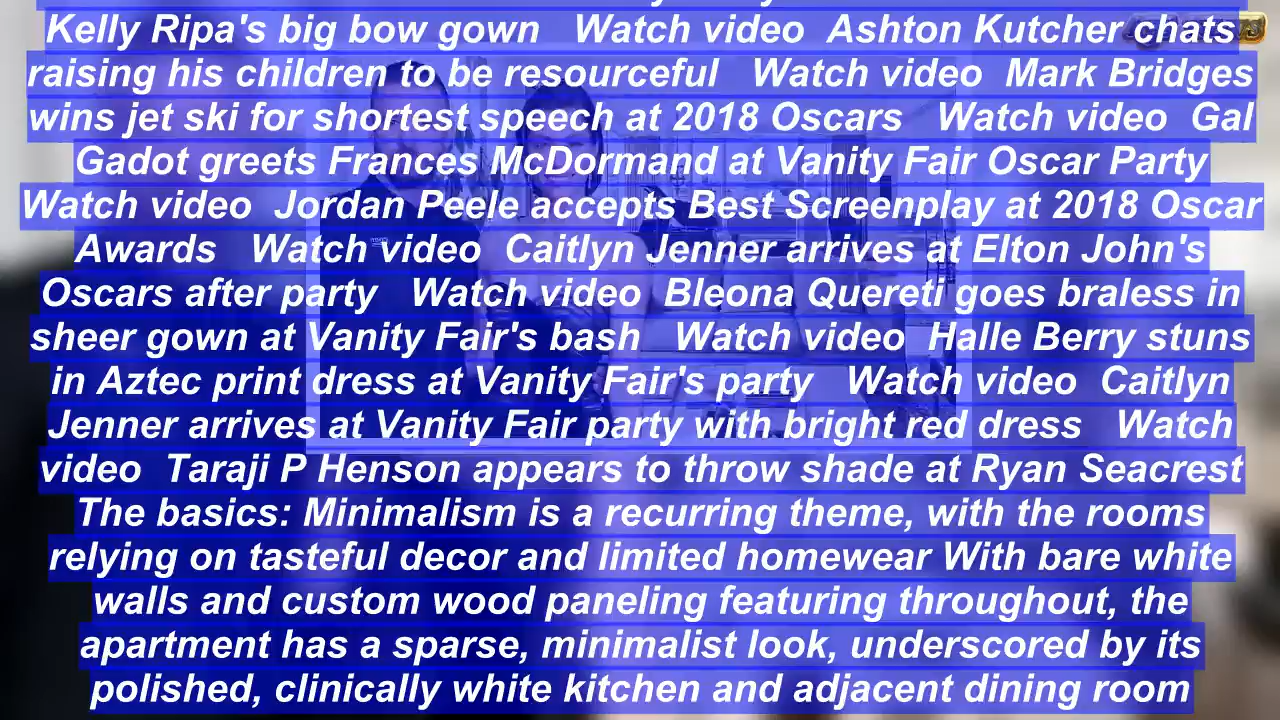 Kelly Ripa's big bow gown Watch video Ashton Kutcher chats
raising his children to be resourceful Watch video Mark Bridges
wins jet ski for shortest speech at 2018 Oscars Watch video Gal
Gadot greets Frances McDormand at Vanity Fair Oscar Party
Watch video Jordan Peele accepts Best Screenplay at 2018 Oscar
Awards Watch video Caitlyn Jenner arrives at Elton John's
Oscars after party Watch video Bleona Quereti goes braless in
sheer gown at Vanity Fair's bash Watch video Halle Berry stuns
in Aztec print dress at Vanity Fair's party Watch video Caitlyn
Jenner arrives at Vanity Fair party with bright red dress Watch
video Taraji P Henson appears to throw shade at Ryan Seacrest
The basics: Minimalism is a recurring theme, with the rooms
relying on tasteful decor and limited homewear With bare white
walls and custom wood paneling featuring throughout, the
apartment has a sparse, minimalist look, underscored by its
polished, clinically white kitchen and adjacent dining room